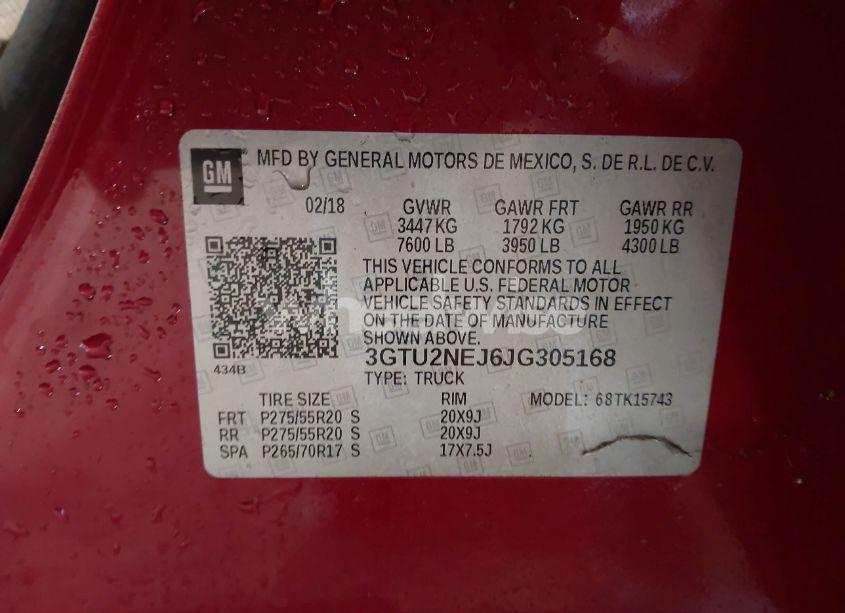 GM MFD BY GENERAL MOTORS DE MEXICO, S. DE R.L. DE C.V.
02/18 GVWR GAWR FRT GAWR RR
3447 KG 1792 KG 1950 KG
7600 LB 3950 LB 4300 LB
THIS VEHICLE CONFORMS TO ALL
APPLICABLE U.S. FEDERAL MOTOR
VEHICLE SAFETY STANDARDS IN EFFECT
ON THE DATE OF MANUFACTURE
SHOWN ABOVE.
3GTU2NEJ6JG305168
434B TYPE: TRUCK
TIRE SIZE RIM MODEL: 68TK15743
FRT P275/55R20 S 20X9J
RR P275/55R20 S 20X9J
SPA P265/70R17 S 17X7.5J